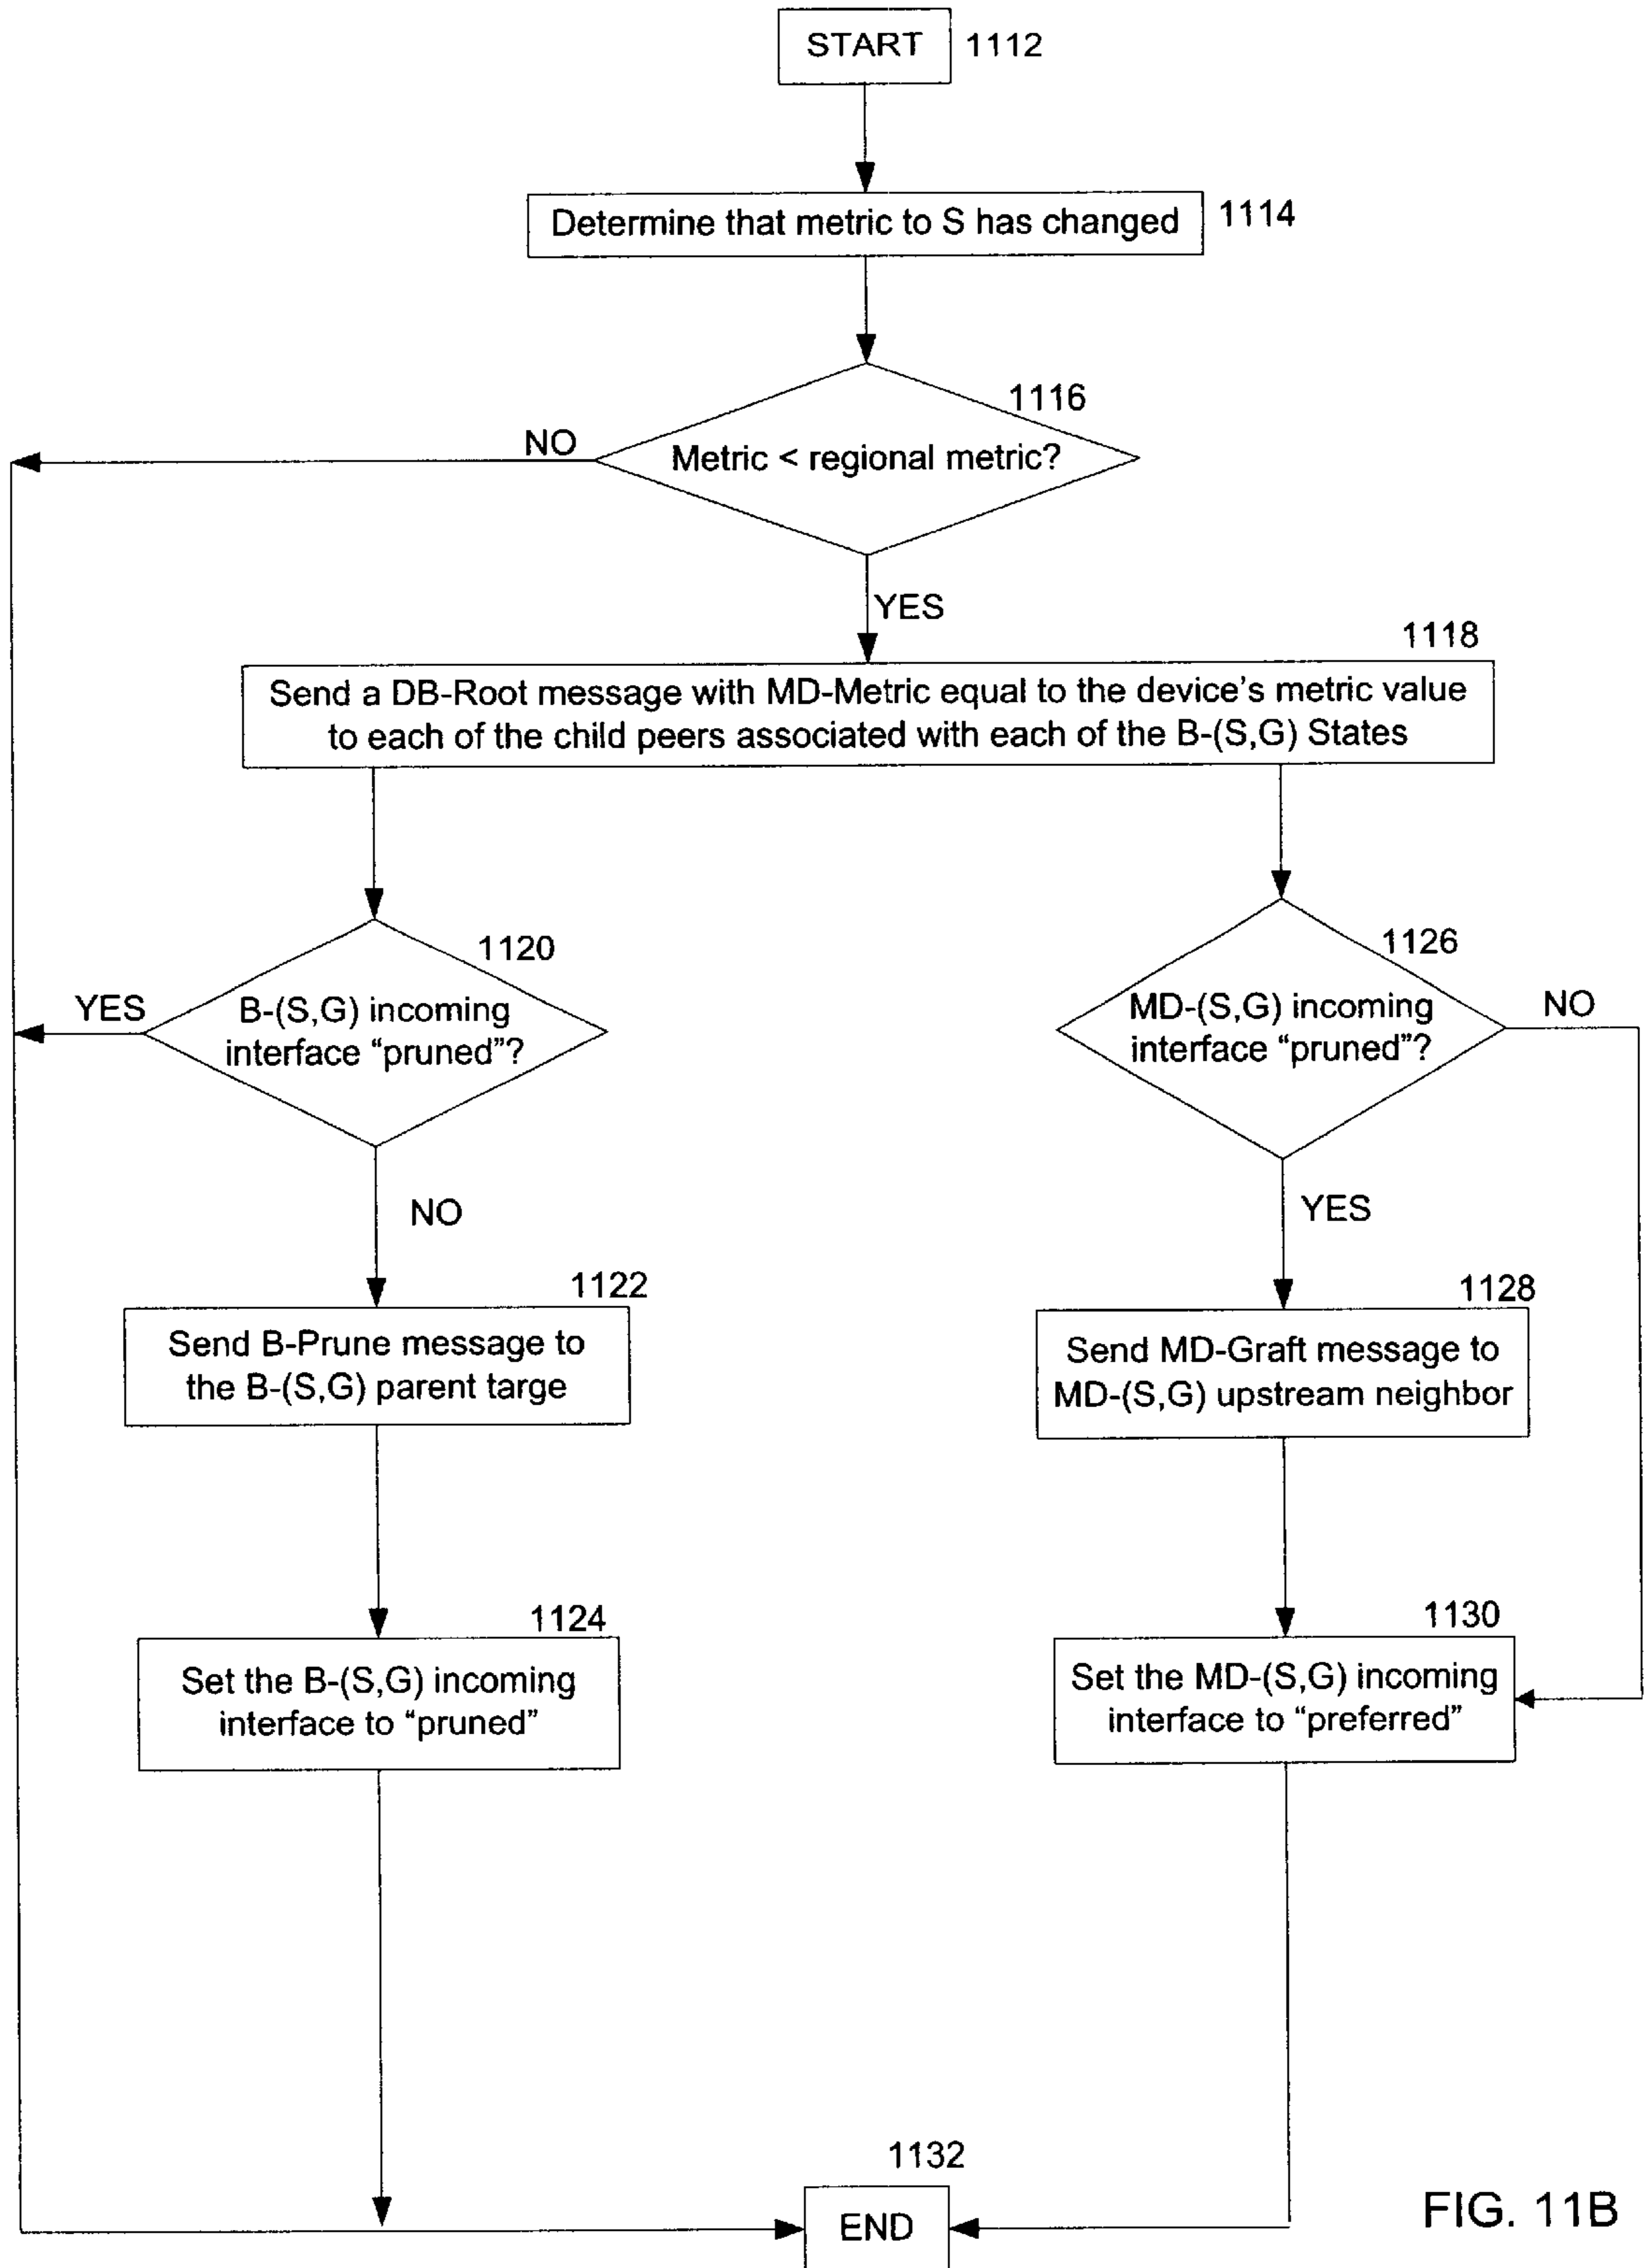 START
1112
Determine that metric to S has changed
1114
1116
Metric < regional metric?
NO
YES
1118
Send a DB-Root message with MD-Metric equal to the device's metric value
to each of the child peers associated with each of the B-(S,G) States
1120
B-(S,G) incoming
interface "pruned"?
YES
NO
1126
MD-(S,G) incoming
interface "pruned"?
NO
YES
1122
Send B-Prune message to
the B-(S,G) parent targe
1128
Send MD-Graft message to
MD-(S,G) upstream neighbor
1124
Set the B-(S,G) incoming
interface to "pruned"
1130
Set the MD-(S,G) incoming
interface to "preferred"
1132
END
FIG. 11B